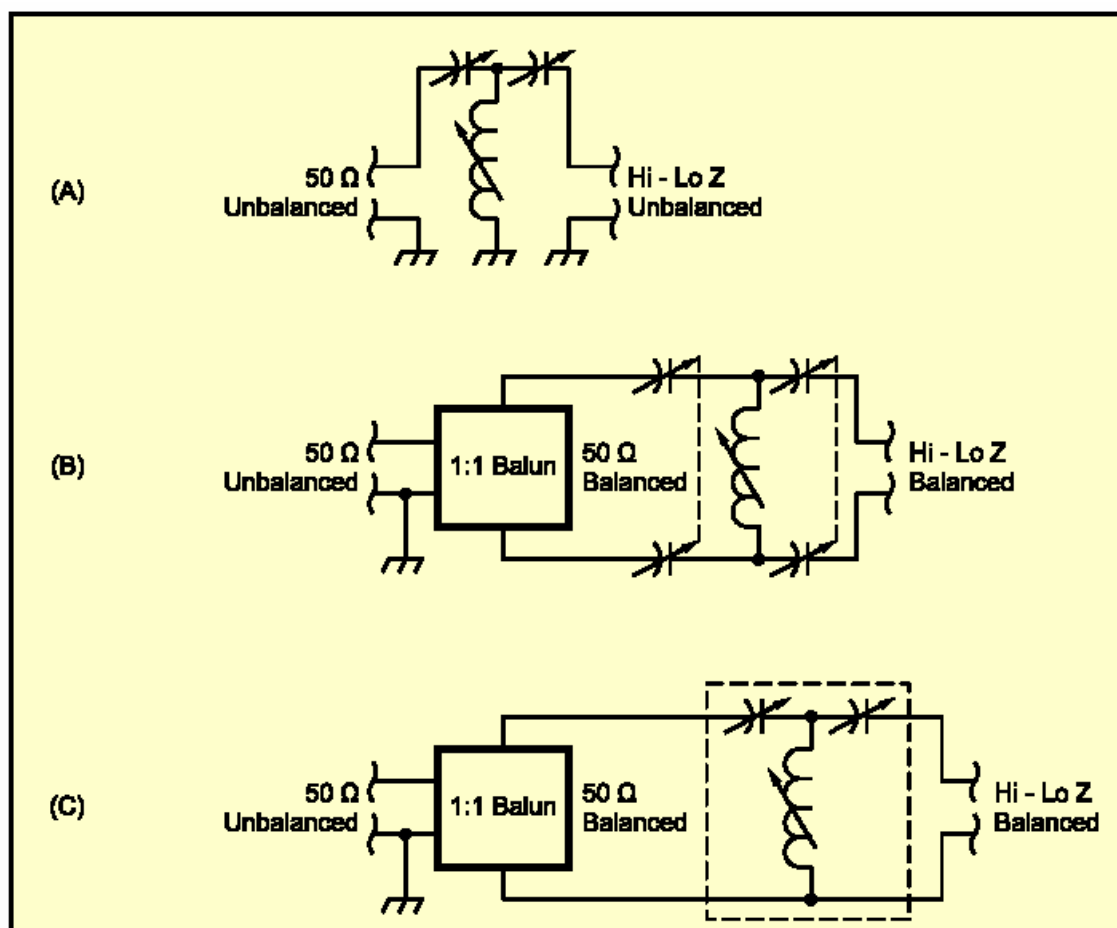 (A)
50 Ω
Unbalanced
Hi - Lo Z
Unbalanced
(B)
50 Ω
Unbalanced
1:1 Balun
50 Ω
Balanced
Hi - Lo Z
Balanced
(C)
50 Ω
Unbalanced
1:1 Balun
50 Ω
Balanced
Hi - Lo Z
Balanced